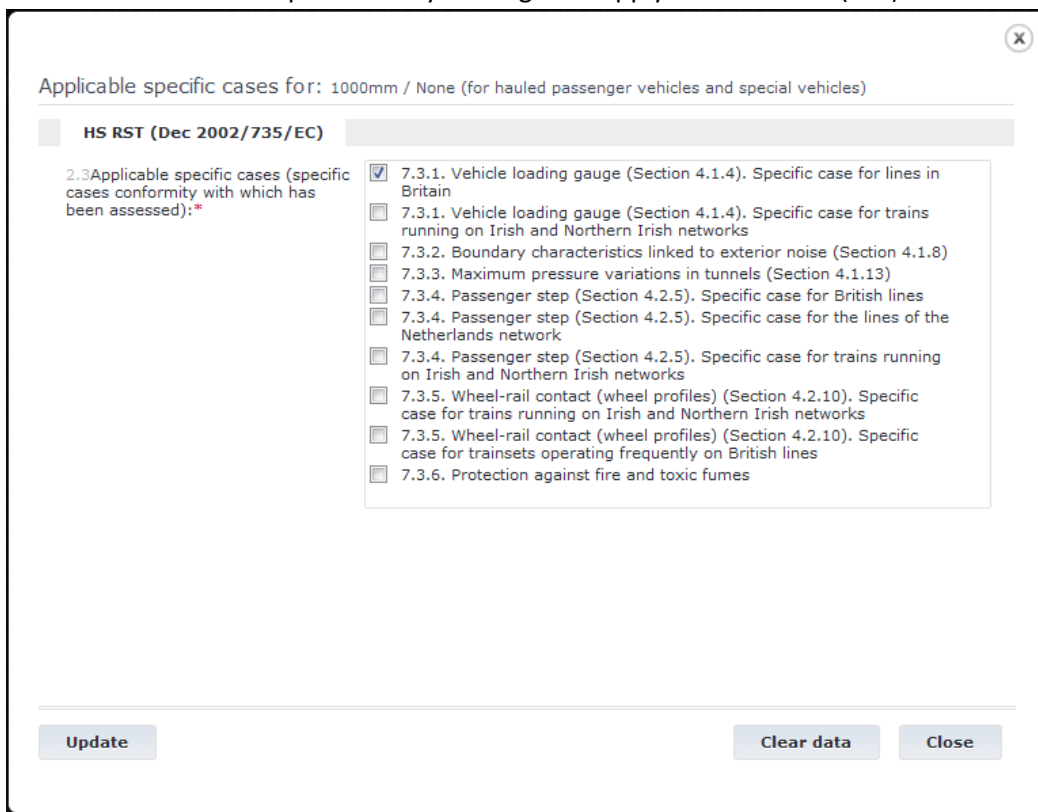 x
Applicable specific cases for: 1000mm / None (for hauled passenger vehicles and special vehicles)
HS RST (Dec 2002/735/EC)
2.3Applicable specific cases (specific
cases conformity with which has
been assessed):*
7.3.1. Vehicle loading gauge (Section 4.1.4). Specific case for lines in
Britain
7.3.1. Vehicle loading gauge (Section 4.1.4). Specific case for trains
running on Irish and Northern Irish networks
7.3.2. Boundary characteristics linked to exterior noise (Section 4.1.8)
7.3.3. Maximum pressure variations in tunnels (Section 4.1.13)
7.3.4. Passenger step (Section 4.2.5). Specific case for British lines
7.3.4. Passenger step (Section 4.2.5). Specific case for the lines of the
Netherlands network
7.3.4. Passenger step (Section 4.2.5). Specific case for trains running
on Irish and Northern Irish networks
7.3.5. Wheel-rail contact (wheel profiles) (Section 4.2.10). Specific
case for trains running on Irish and Northern Irish networks
7.3.5. Wheel-rail contact (wheel profiles) (Section 4.2.10). Specific
case for trainsets operating frequently on British lines
7.3.6. Protection against fire and toxic fumes
Update
Clear data
Close